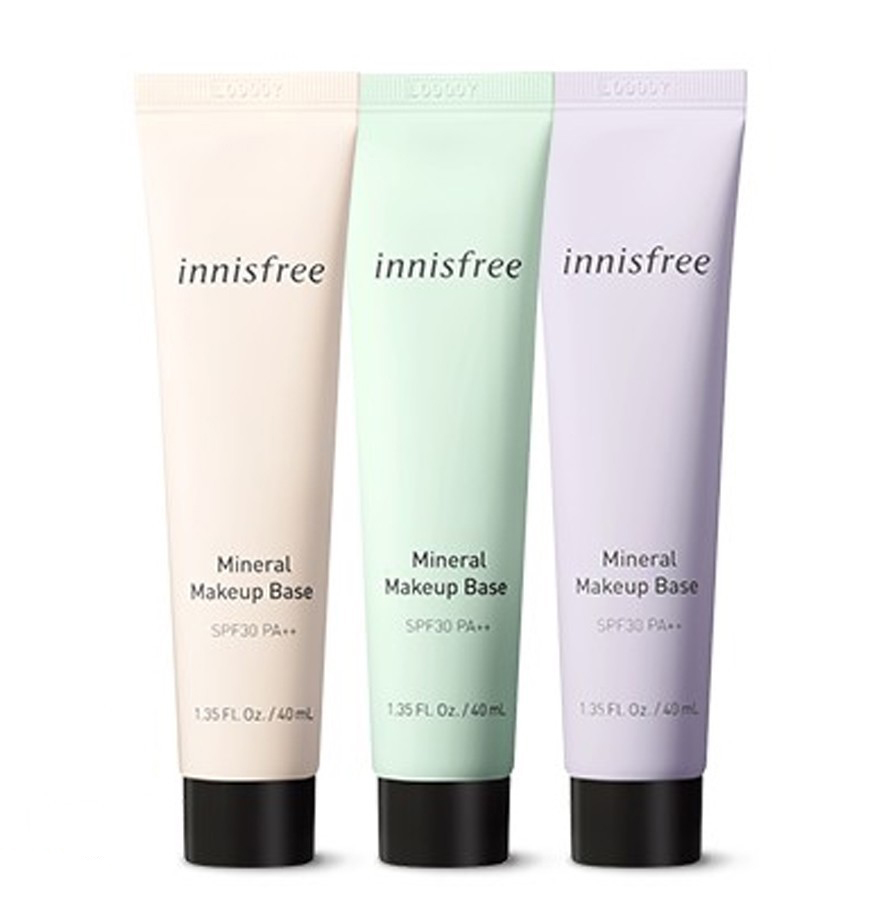 innisfree
Mineral
Makeup Base
SPF30 PA++
1.35 FL. Oz. / 40 mL
innisfree
Mineral
Makeup Base
SPF30 PA++
1.35 FL. Oz. / 40 mL
innisfree
Mineral
Makeup Base
SPF30 PA++
1.35 FL. Oz. / 40 mL